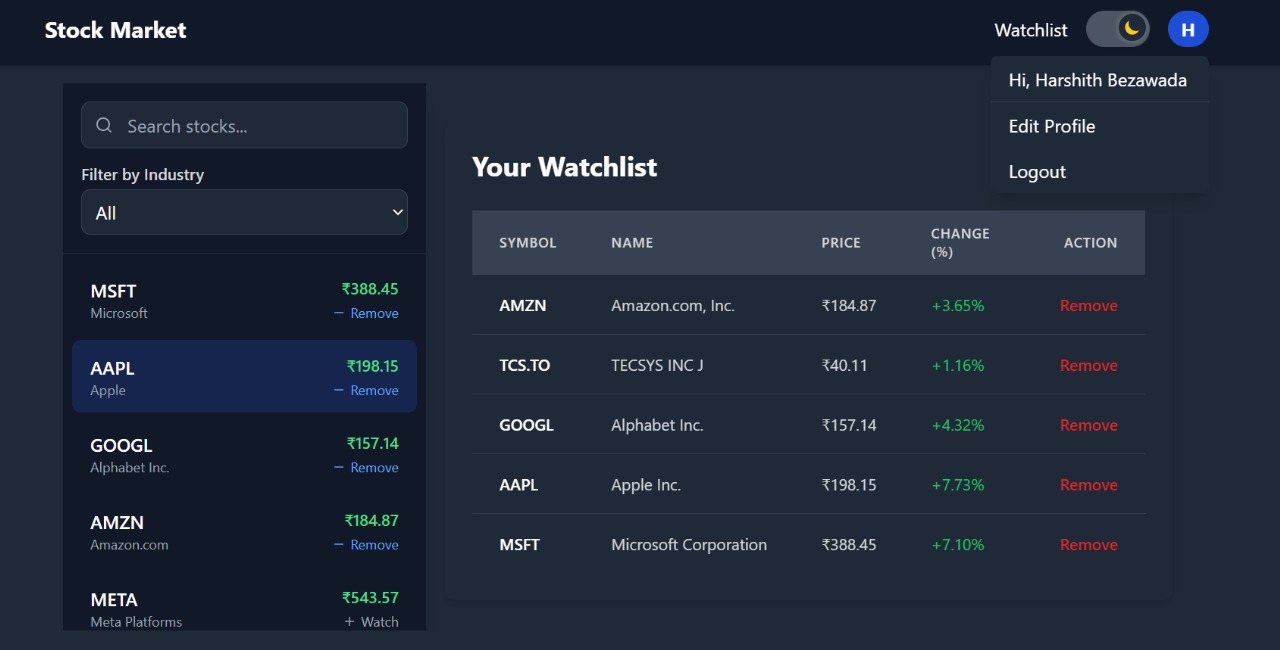 Stock Market
Watchlist
H
Hi, Harshith Bezawada
Edit Profile
Logout
Search stocks...
Filter by Industry
All
MSFT ₹388.45
Microsoft − Remove
AAPL ₹198.15
Apple − Remove
GOOGL ₹157.14
Alphabet Inc. − Remove
AMZN ₹184.87
Amazon.com − Remove
META ₹543.57
Meta Platforms + Watch
Your Watchlist
SYMBOL NAME PRICE CHANGE (%) ACTION
AMZN Amazon.com, Inc. ₹184.87 +3.65% Remove
TCS.TO TECSYS INC J ₹40.11 +1.16% Remove
GOOGL Alphabet Inc. ₹157.14 +4.32% Remove
AAPL Apple Inc. ₹198.15 +7.73% Remove
MSFT Microsoft Corporation ₹388.45 +7.10% Remove